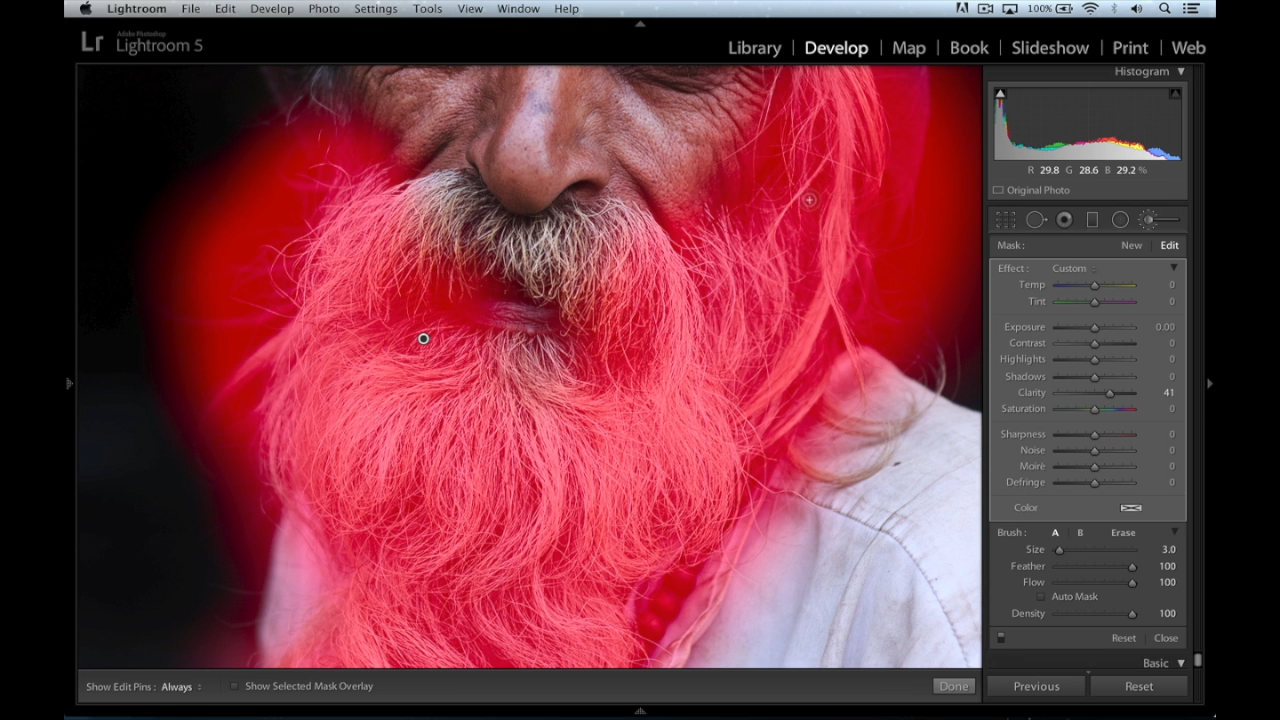 Lightroom File Edit Develop Photo Settings Tools View Window Help 100%
Lr Adobe Photoshop Lightroom 5
Library | Develop | Map | Book | Slideshow | Print | Web
Histogram
R 29.8 G 28.6 B 29.2 %
Original Photo
Mask : New Edit
Effect : Custom
Temp 0
Tint 0
Exposure 0.00
Contrast 0
Highlights 0
Shadows 0
Clarity 41
Saturation 0
Sharpness 0
Noise 0
Moiré 0
Defringe 0
Color
Brush : A B Erase
Size 3.0
Feather 100
Flow 100
Auto Mask
Density 100
Reset Close
Basic
Show Edit Pins : Always Show Selected Mask Overlay Done Previous Reset